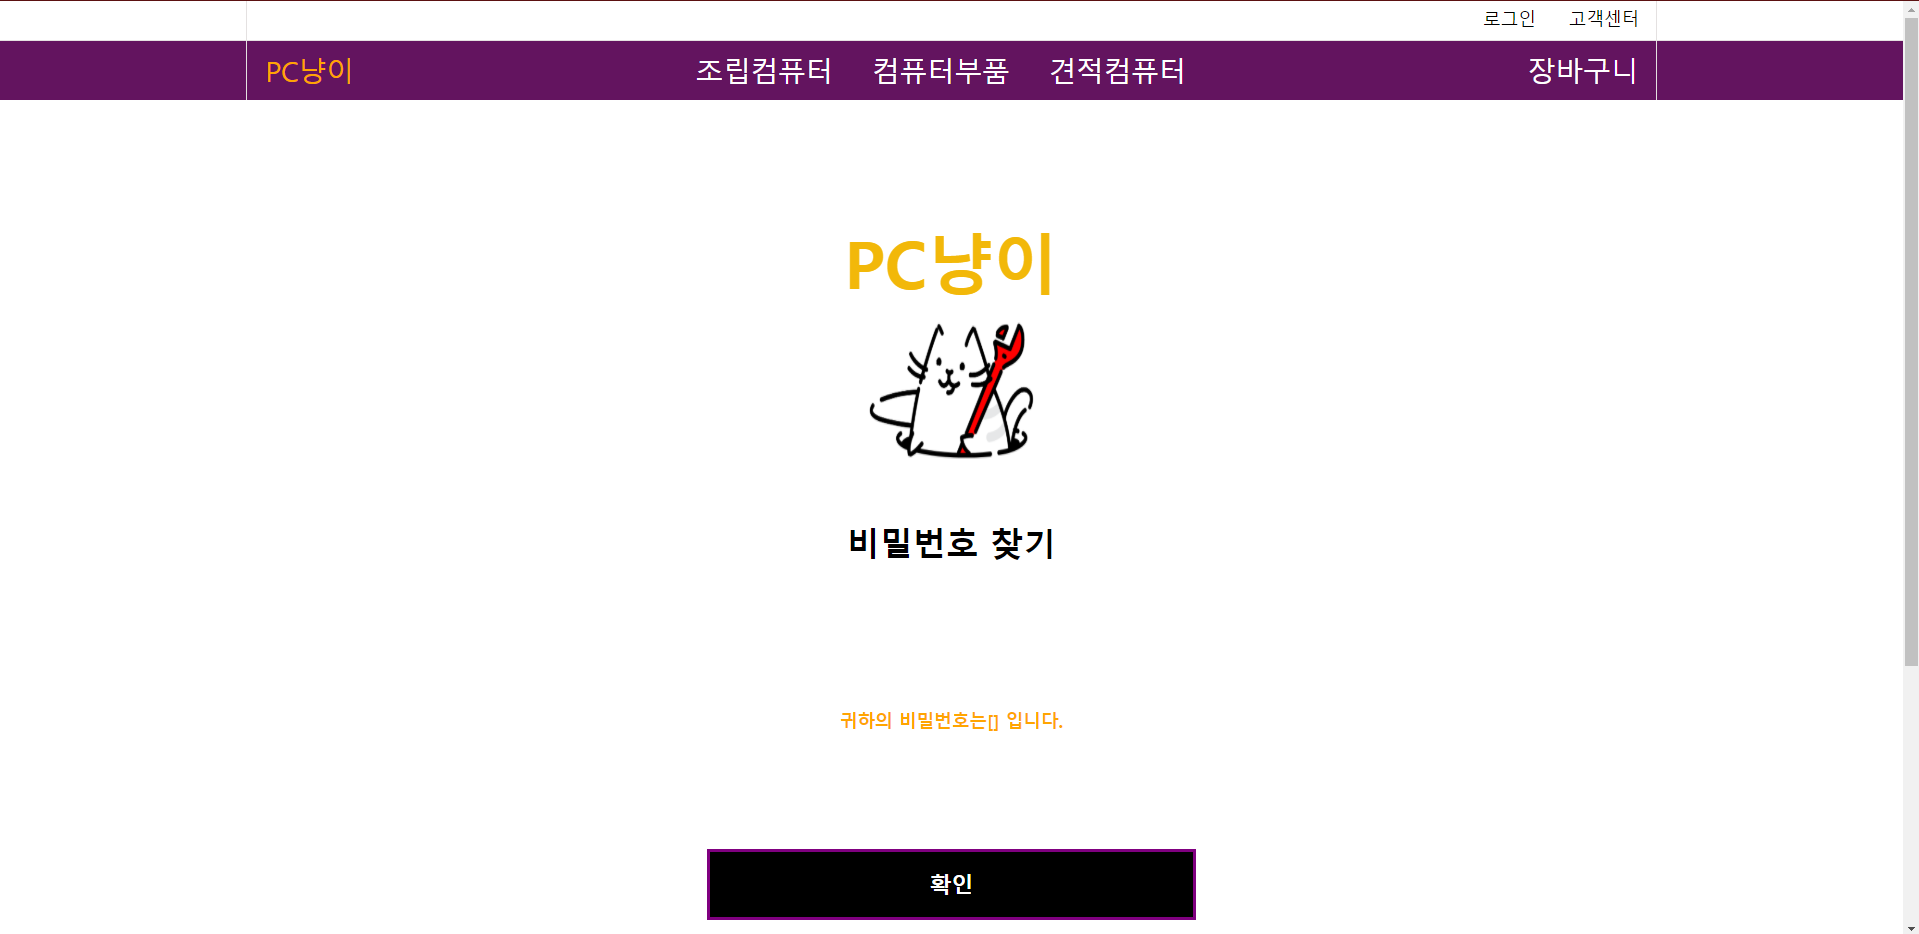 로그인 고객센터
PC냥이 조립컴퓨터 컴퓨터부품 견적컴퓨터 장바구니
PC냥이
비밀번호 찾기
귀하의 비밀번호는[] 입니다.
확인